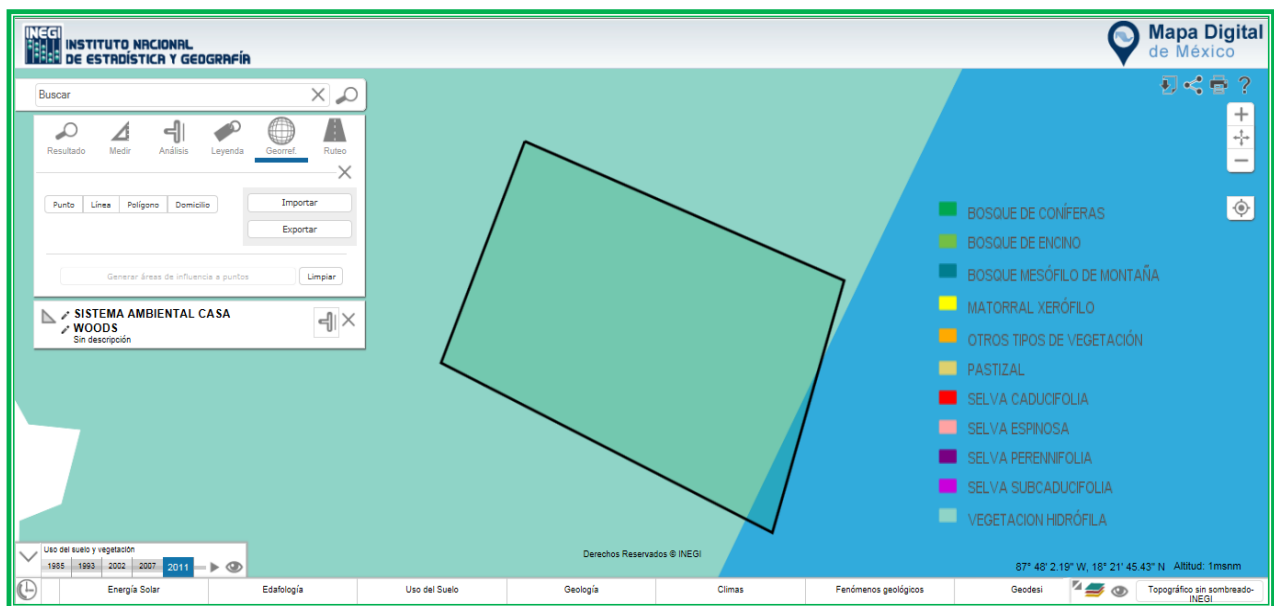 INEGI
INSTITUTO NACIONAL
DE ESTADÍSTICA Y GEOGRAFÍA
Mapa Digital
de México
Buscar
Resultado Medir Análisis Leyenda Georref. Ruteo
Punto Línea Polígono Domicilio
Importar
Exportar
Generar áreas de influencia a puntos Limpiar
SISTEMA AMBIENTAL CASA
WOODS
Sin descripción
?
+
−
BOSQUE DE CONÍFERAS
BOSQUE DE ENCINO
BOSQUE MESÓFILO DE MONTAÑA
MATORRAL XERÓFILO
OTROS TIPOS DE VEGETACIÓN
PASTIZAL
SELVA CADUCIFOLIA
SELVA ESPINOSA
SELVA PERENNIFOLIA
SELVA SUBCADUCIFOLIA
VEGETACION HIDRÓFILA
Uso del suelo y vegetación
1985 1993 2002 2007 2011
Derechos Reservados © INEGI
87° 48' 2.19" W, 18° 21' 45.43" N Altitud: 1msnm
Energía Solar Edafología Uso del Suelo Geología Climas Fenómenos geológicos Geodesi
Topográfico sin sombreado-
INEGI